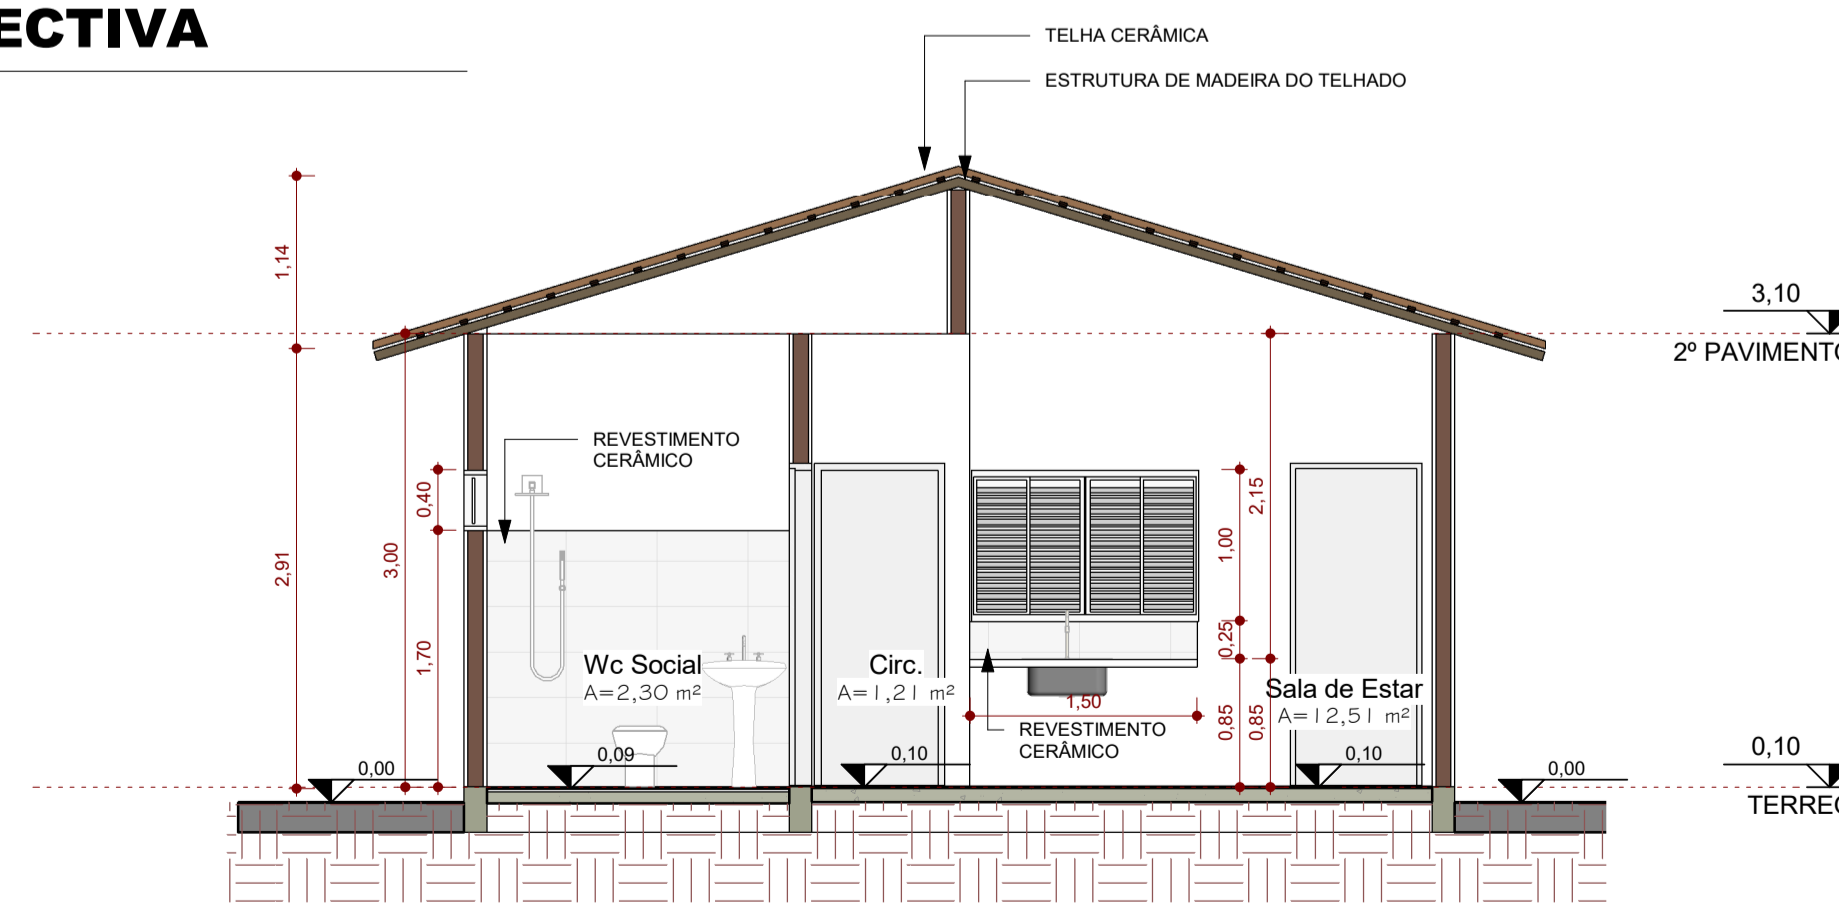 ECTIVA
TELHA CERÂMICA
ESTRUTURA DE MADEIRA DO TELHADO
1,14
3,10
2º PAVIMENTO
REVESTIMENTO
CERÂMICO
0,40
2,15
1,00
2,91
3,00
1,70
0,25
Wc Social
A=2,30 m²
Circ.
A=1,21 m²
Sala de Estar
A=12,51 m²
1,50
0,85
0,85
REVESTIMENTO
CERÂMICO
0,00
0,09
0,10
0,10
0,00
0,10
TERREO